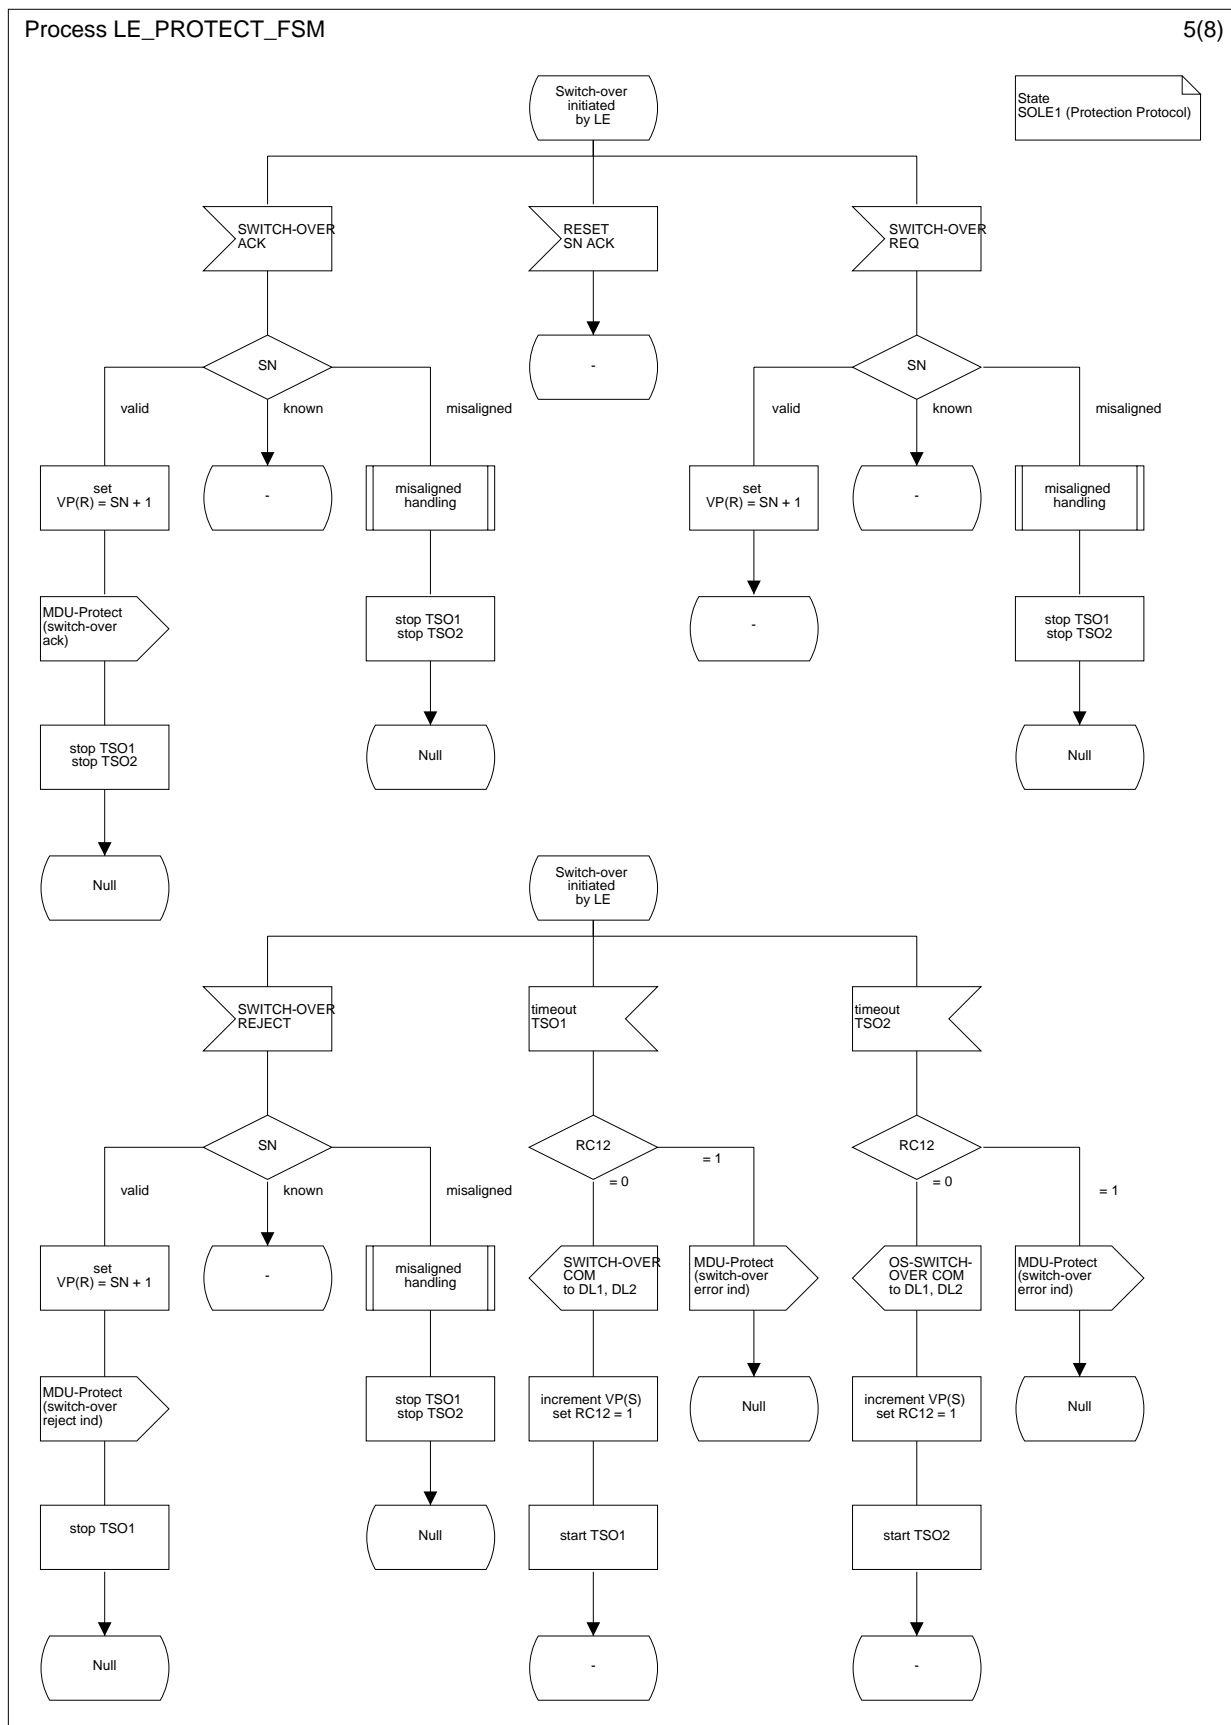 Process LE_PROTECT_FSM
5(8)
Switch-over
initiated
by LE
State
SOLE1 (Protection Protocol)
SWITCH-OVER
ACK
RESET
SN ACK
SWITCH-OVER
REQ
SN
-
SN
valid
known
misaligned
valid
known
misaligned
set
VP(R) = SN + 1
-
misaligned
handling
set
VP(R) = SN + 1
-
misaligned
handling
MDU-Protect
(switch-over
ack)
stop TSO1
stop TSO2
-
stop TSO1
stop TSO2
stop TSO1
stop TSO2
Null
Null
Null
Switch-over
initiated
by LE
SWITCH-OVER
REJECT
timeout
TSO1
timeout
TSO2
SN
RC12
RC12
valid
known
misaligned
= 0
= 1
= 0
= 1
set
VP(R) = SN + 1
-
misaligned
handling
SWITCH-OVER
COM
to DL1, DL2
MDU-Protect
(switch-over
error ind)
OS-SWITCH-
OVER COM
to DL1, DL2
MDU-Protect
(switch-over
error ind)
MDU-Protect
(switch-over
reject ind)
stop TSO1
stop TSO2
increment VP(S)
set RC12 = 1
Null
increment VP(S)
set RC12 = 1
Null
stop TSO1
Null
start TSO1
start TSO2
Null
-
-